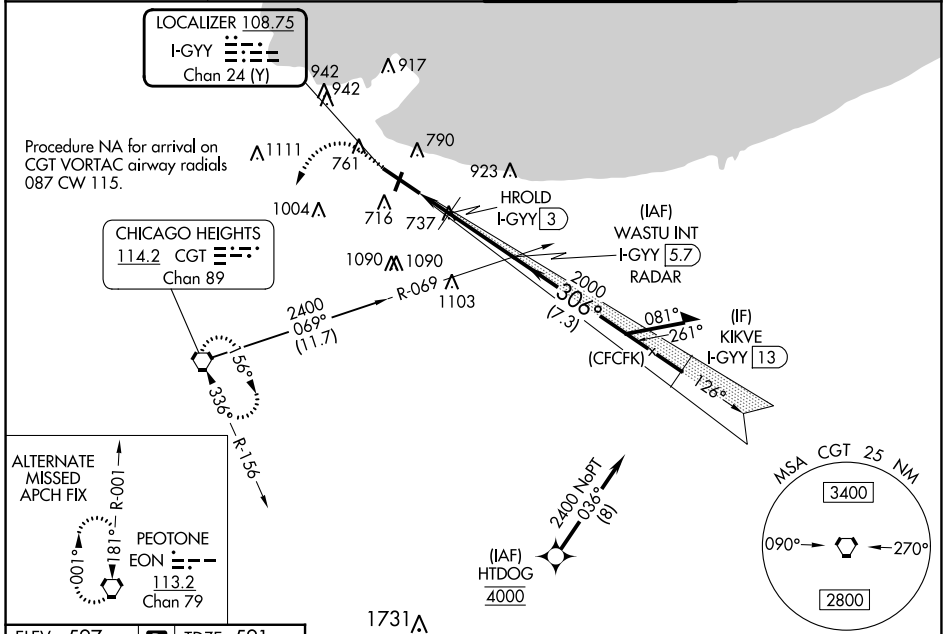 LOCALIZER 108.75
I-GYY
Chan 24 (Y)
942
942
917
Procedure NA for arrival on
CGT VORTAC airway radials
087 CW 115.
1111
761
790
923
1004
716
737
HROLD
I-GYY 3
(IAF)
WASTU INT
I-GYY 5.7
RADAR
CHICAGO HEIGHTS
114.2 CGT
Chan 89
1090
1090
1103
R-069
2400
069°
(11.7)
2000
306°
(7.3)
081°
261°
(IF)
KIKVE
I-GYY 13
(CFCFK)
126°
156°
336°
R-156
ALTERNATE
MISSED
APCH FIX
R-001
181°
001°
PEOTONE
EON
113.2
Chan 79
2400 NoPT
036°
(8)
(IAF)
HTDOG
4000
MSA CGT 25 NM
3400
090°
270°
2800
1731
ELEV 597
TDZE 591